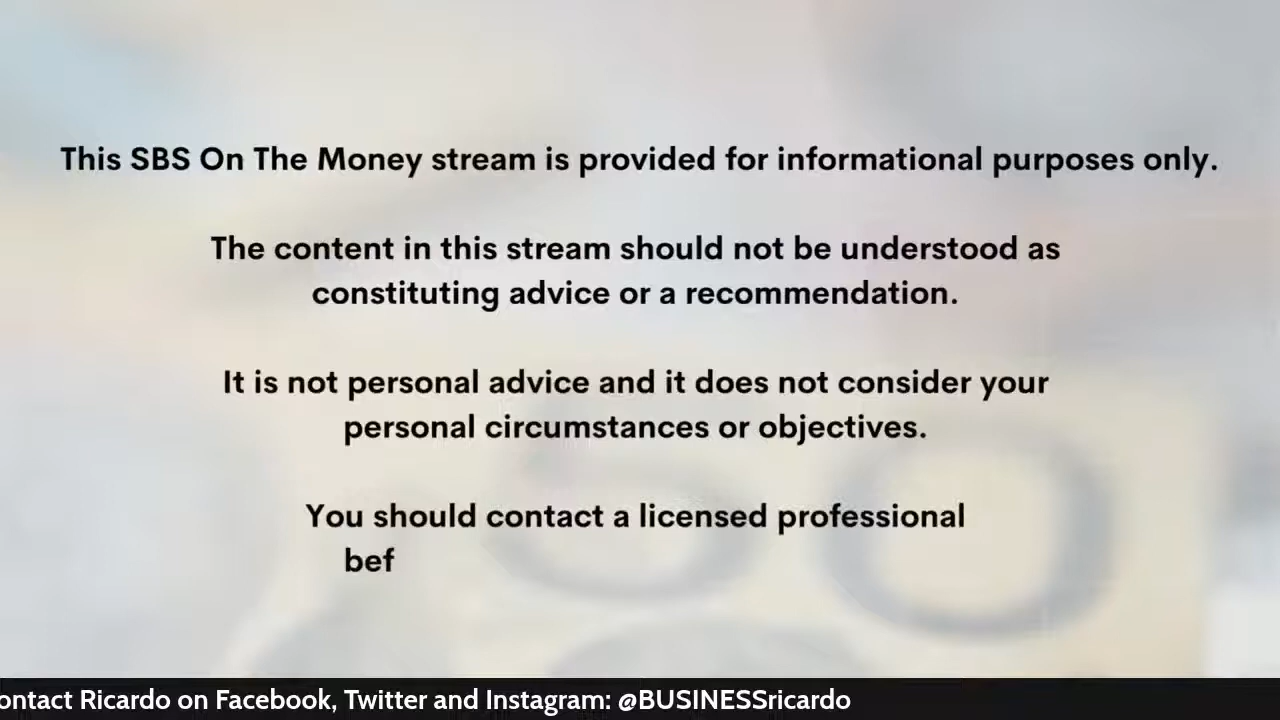 This SBS On The Money stream is provided for informational purposes only.
The content in this stream should not be understood as
constituting advice or a recommendation.
It is not personal advice and it does not consider your
personal circumstances or objectives.
You should contact a licensed professional
bef
ontact Ricardo on Facebook, Twitter and Instagram: @BUSINESSricardo